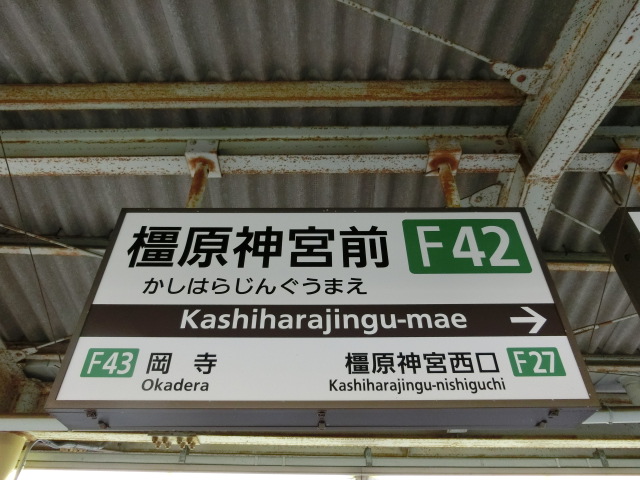 橿原神宮前 F42
かしはらじんぐうまえ
Kashiharajingu-mae
F43 岡寺 橿原神宮西口 F27
Okadera Kashiharajingu-nishiguchi